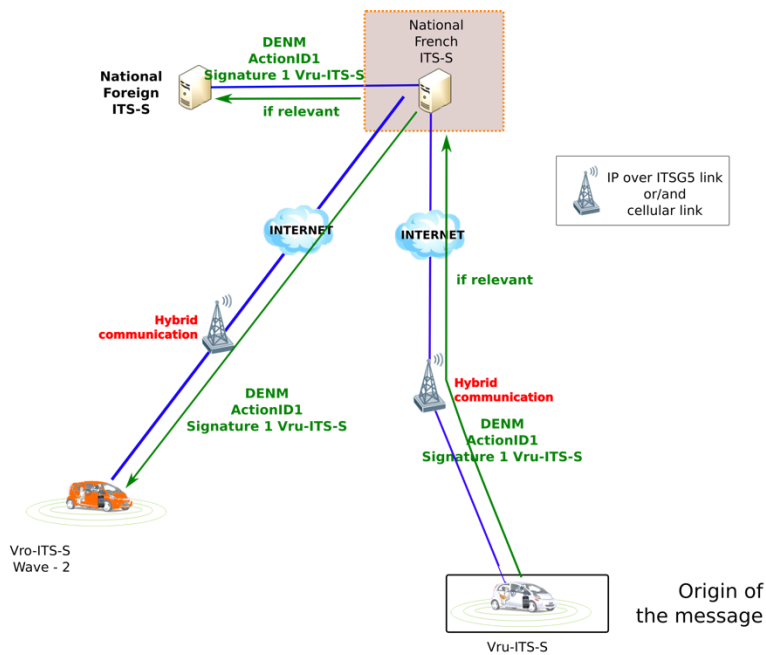 National
French
ITS-S
DENM
ActionID1
Signature 1 Vru-ITS-S
National
Foreign
ITS-S
if relevant
IP over ITSG5 link
or/and
cellular link
INTERNET
INTERNET
if relevant
Hybrid
communication
Hybrid
communication
DENM
ActionID1
Signature 1 Vru-ITS-S
DENM
ActionID1
Signature 1 Vru-ITS-S
Vro-ITS-S
Wave - 2
Origin of
the message
Vru-ITS-S